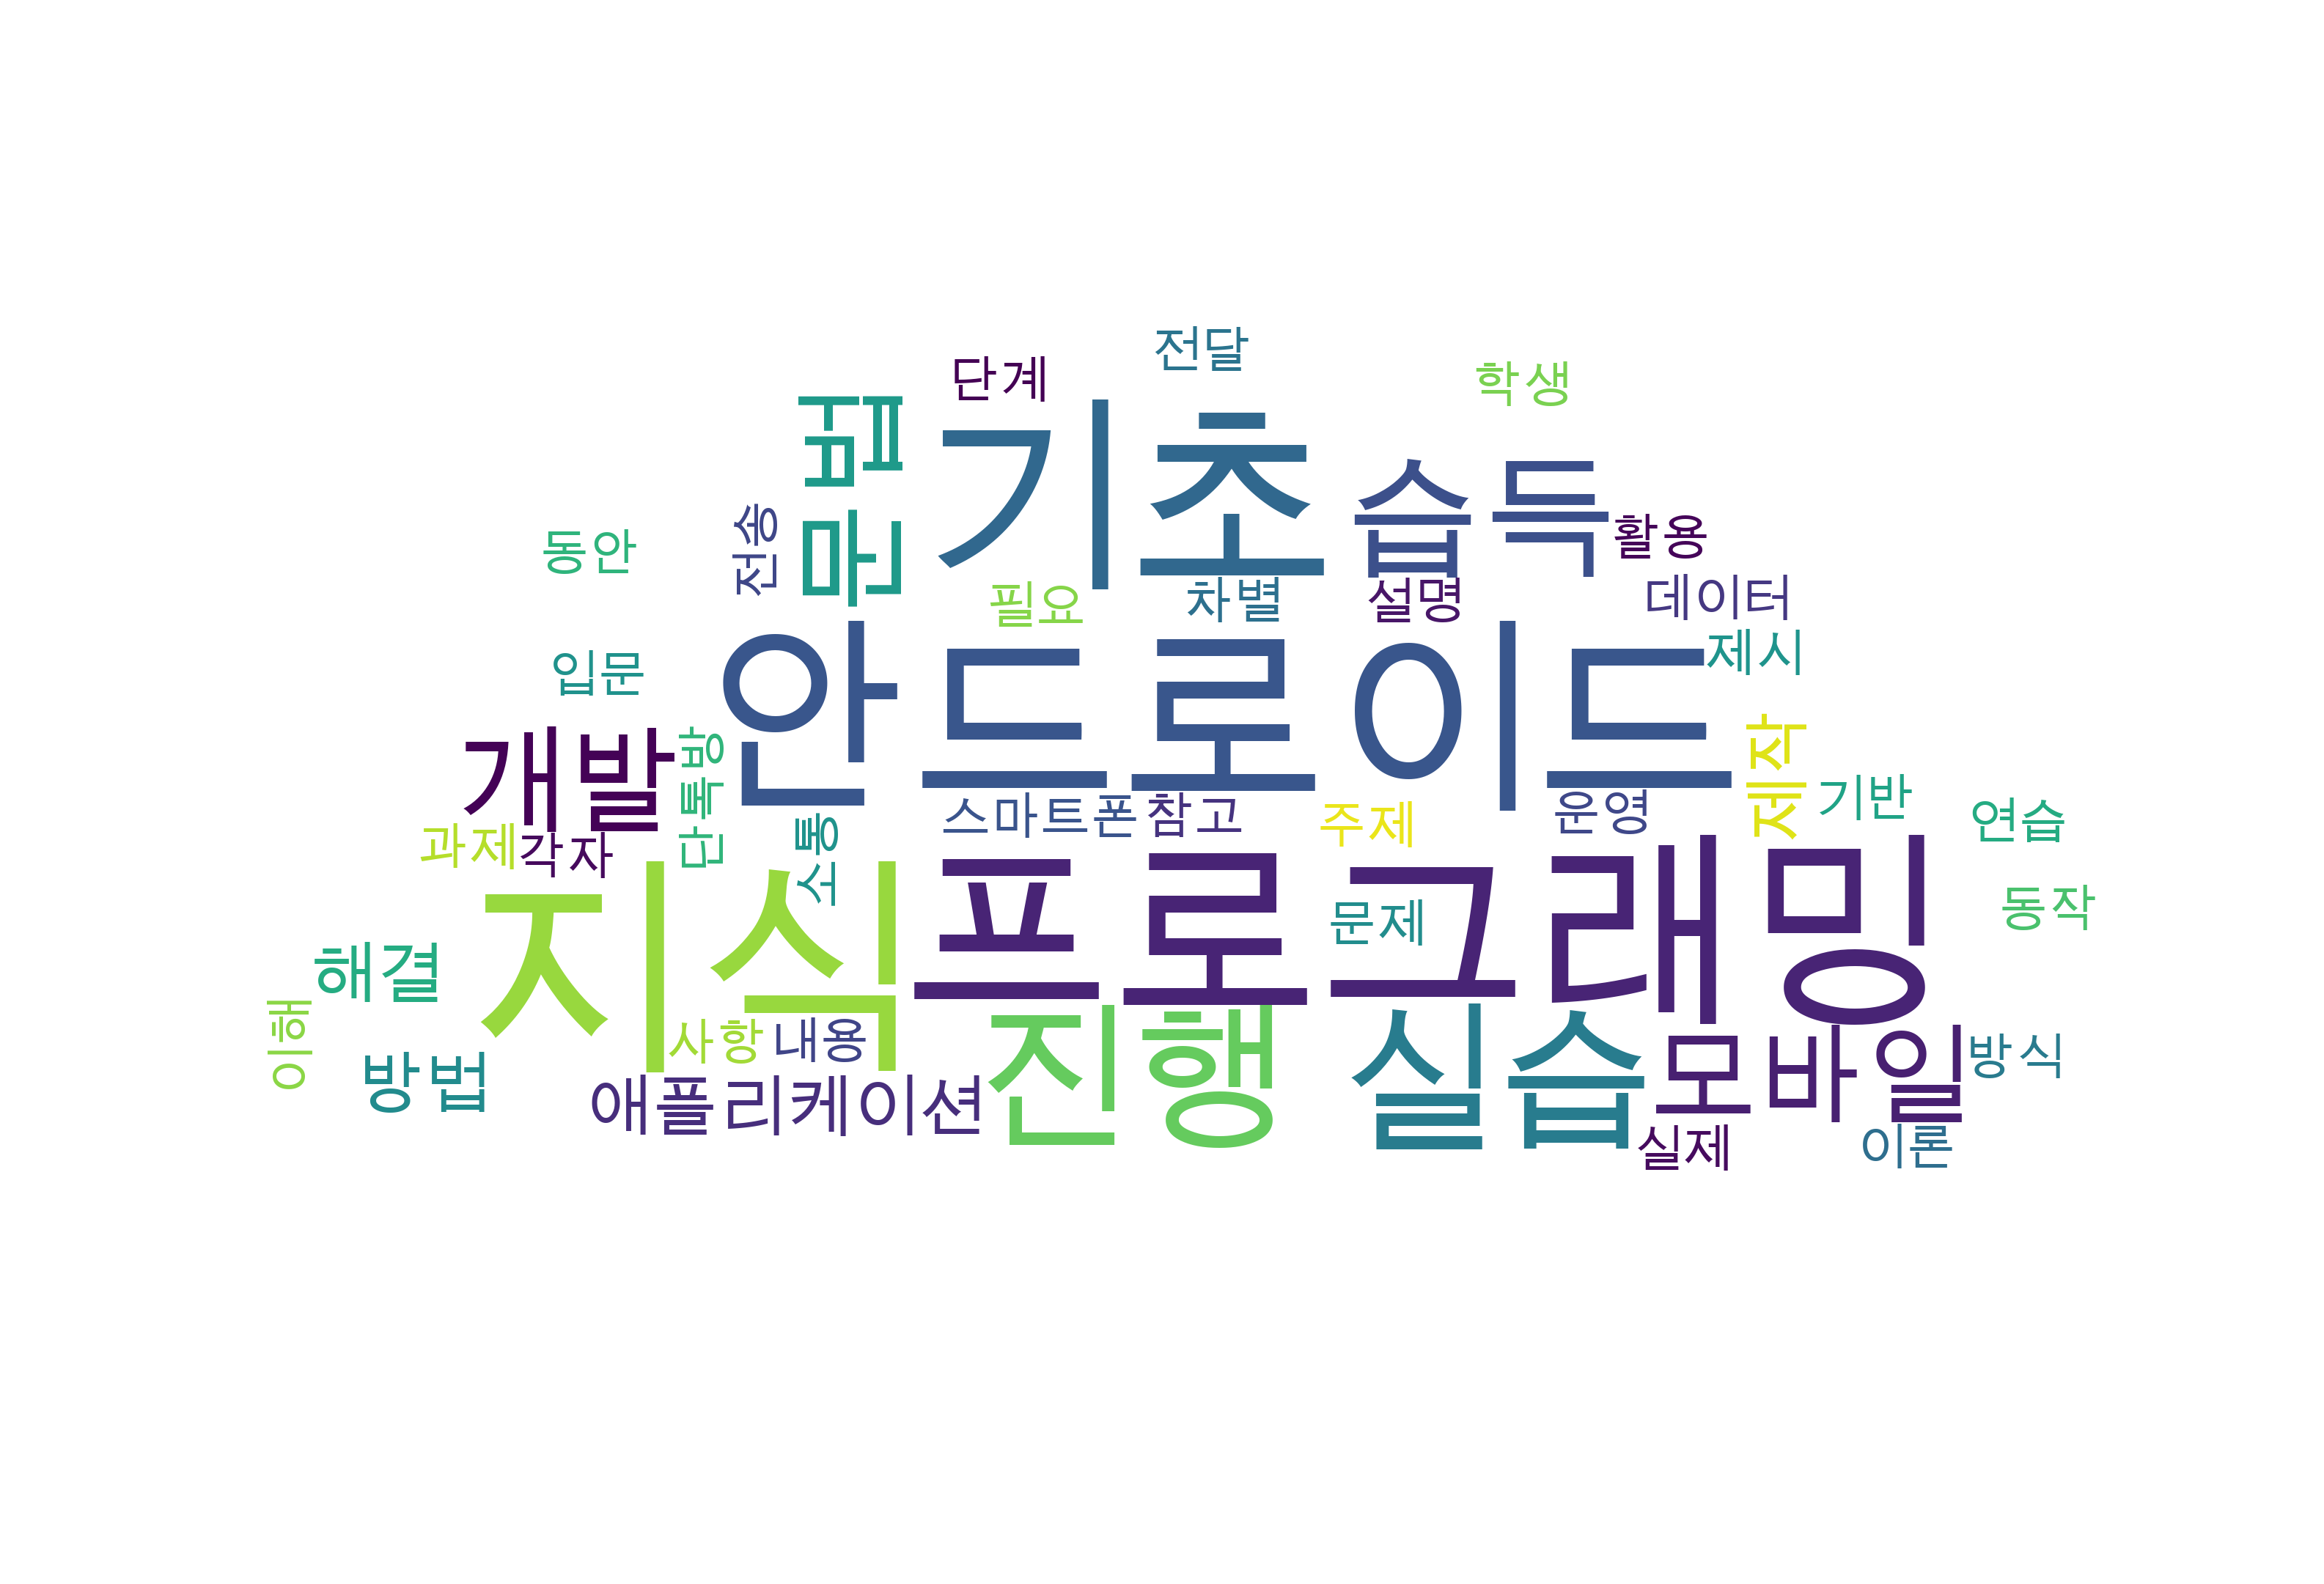 전달
단계
학생
기초
문법
습득
전송
활용
동안
필요
차별
설명
데이터
안드로이드
제시
입문
개발
단톡방
제작
기반
스마트폰
참고
주제
운영
연습
과제
각자
소통
지식
프로그래밍
문제
동작
해결
이해
사항
내용
진행
실습
모바일
방식
방법
애플리케이션
실제
이론